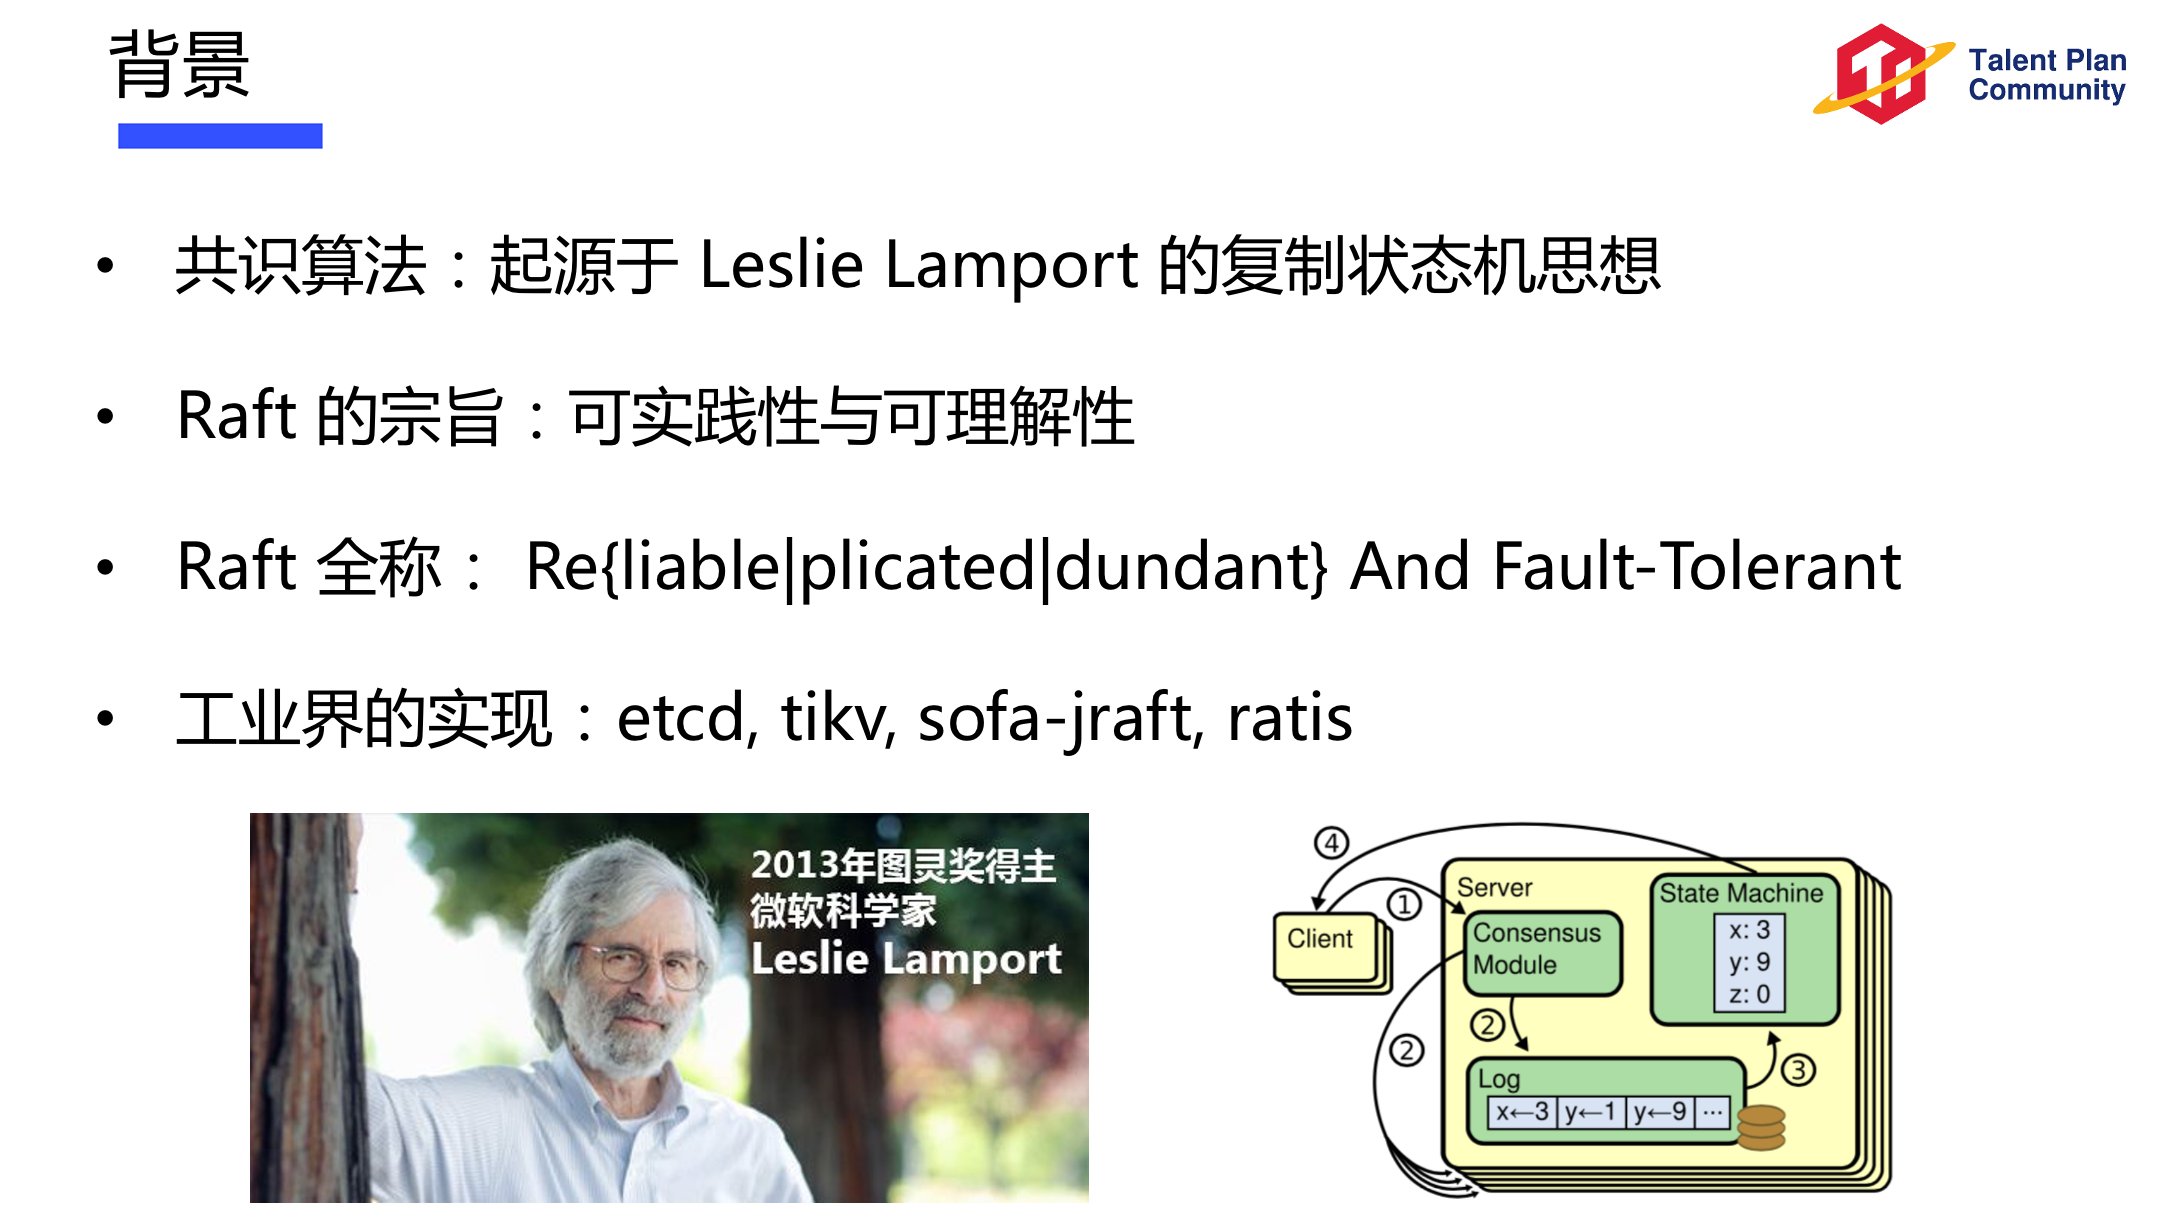 背景
Talent Plan
Community
• 共识算法：起源于 Leslie Lamport 的复制状态机思想
• Raft 的宗旨：可实践性与可理解性
• Raft 全称： Re{liable|plicated|dundant} And Fault-Tolerant
• 工业界的实现：etcd, tikv, sofa-jraft, ratis
2013年图灵奖得主
微软科学家
Leslie Lamport
④
Server
State Machine
①
Client
Consensus
Module
x: 3
y: 9
z: 0
②
②
③
Log
x←3 y←1 y←9 ...